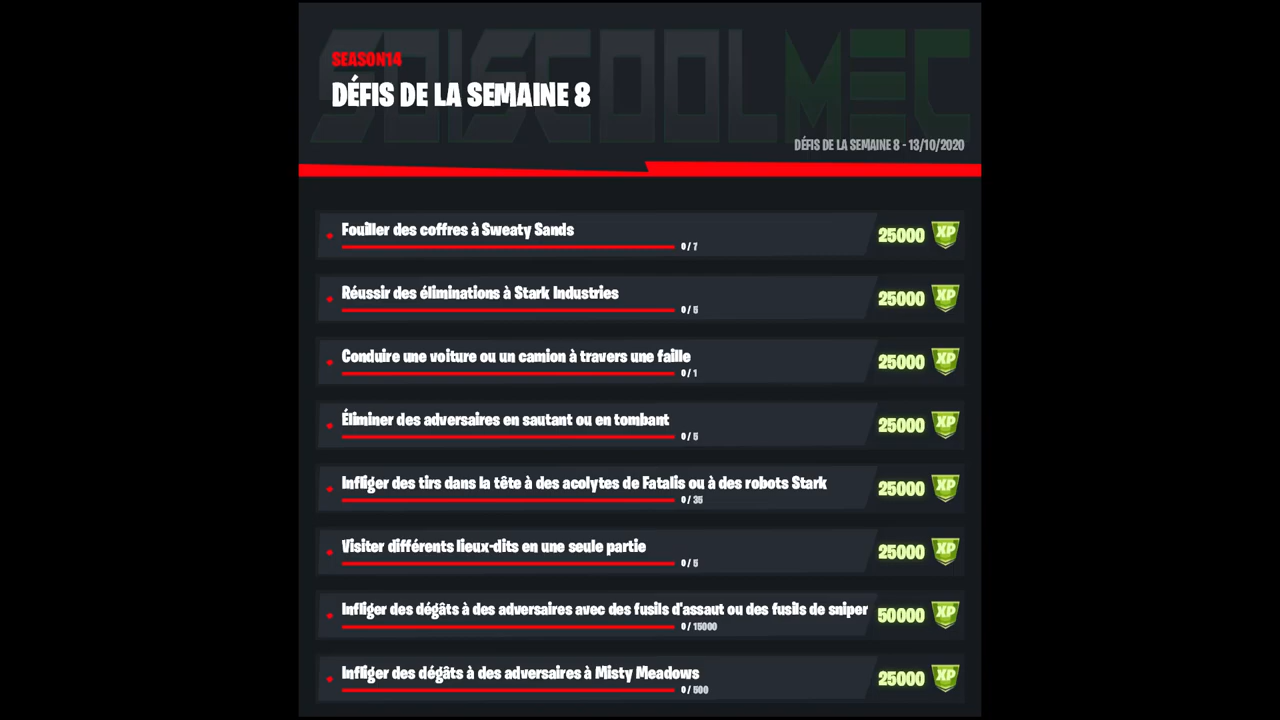 SOISCOOLMEC
SEASON14
DÉFIS DE LA SEMAINE 8
DÉFIS DE LA SEMAINE 8 - 13/10/2020
Fouiller des coffres à Sweaty Sands
0 / 7
25000 XP
Réussir des éliminations à Stark Industries
0 / 5
25000 XP
Conduire une voiture ou un camion à travers une faille
0 / 1
25000 XP
Éliminer des adversaires en sautant ou en tombant
0 / 5
25000 XP
Infliger des tirs dans la tête à des acolytes de Fatalis ou à des robots Stark
0 / 35
25000 XP
Visiter différents lieux-dits en une seule partie
0 / 5
25000 XP
Infliger des dégâts à des adversaires avec des fusils d'assaut ou des fusils de sniper
0 / 15000
50000 XP
Infliger des dégâts à des adversaires à Misty Meadows
0 / 500
25000 XP